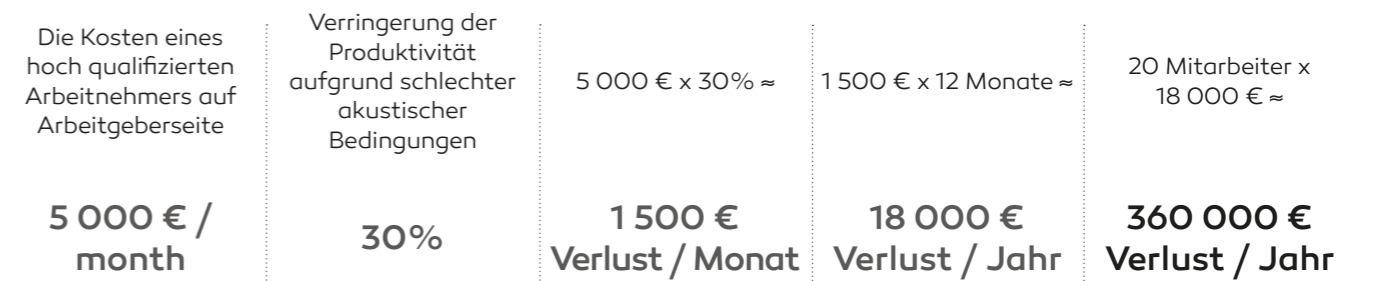 Die Kosten eines
hoch qualifizierten
Arbeitnehmers auf
Arbeitgeberseite
5 000 € /
month
Verringerung der
Produktivität
aufgrund schlechter
akustischer
Bedingungen
30%
5 000 € x 30% ≈
1 500 €
Verlust / Monat
1 500 € x 12 Monate ≈
18 000 €
Verlust / Jahr
20 Mitarbeiter x
18 000 € ≈
360 000 €
Verlust / Jahr